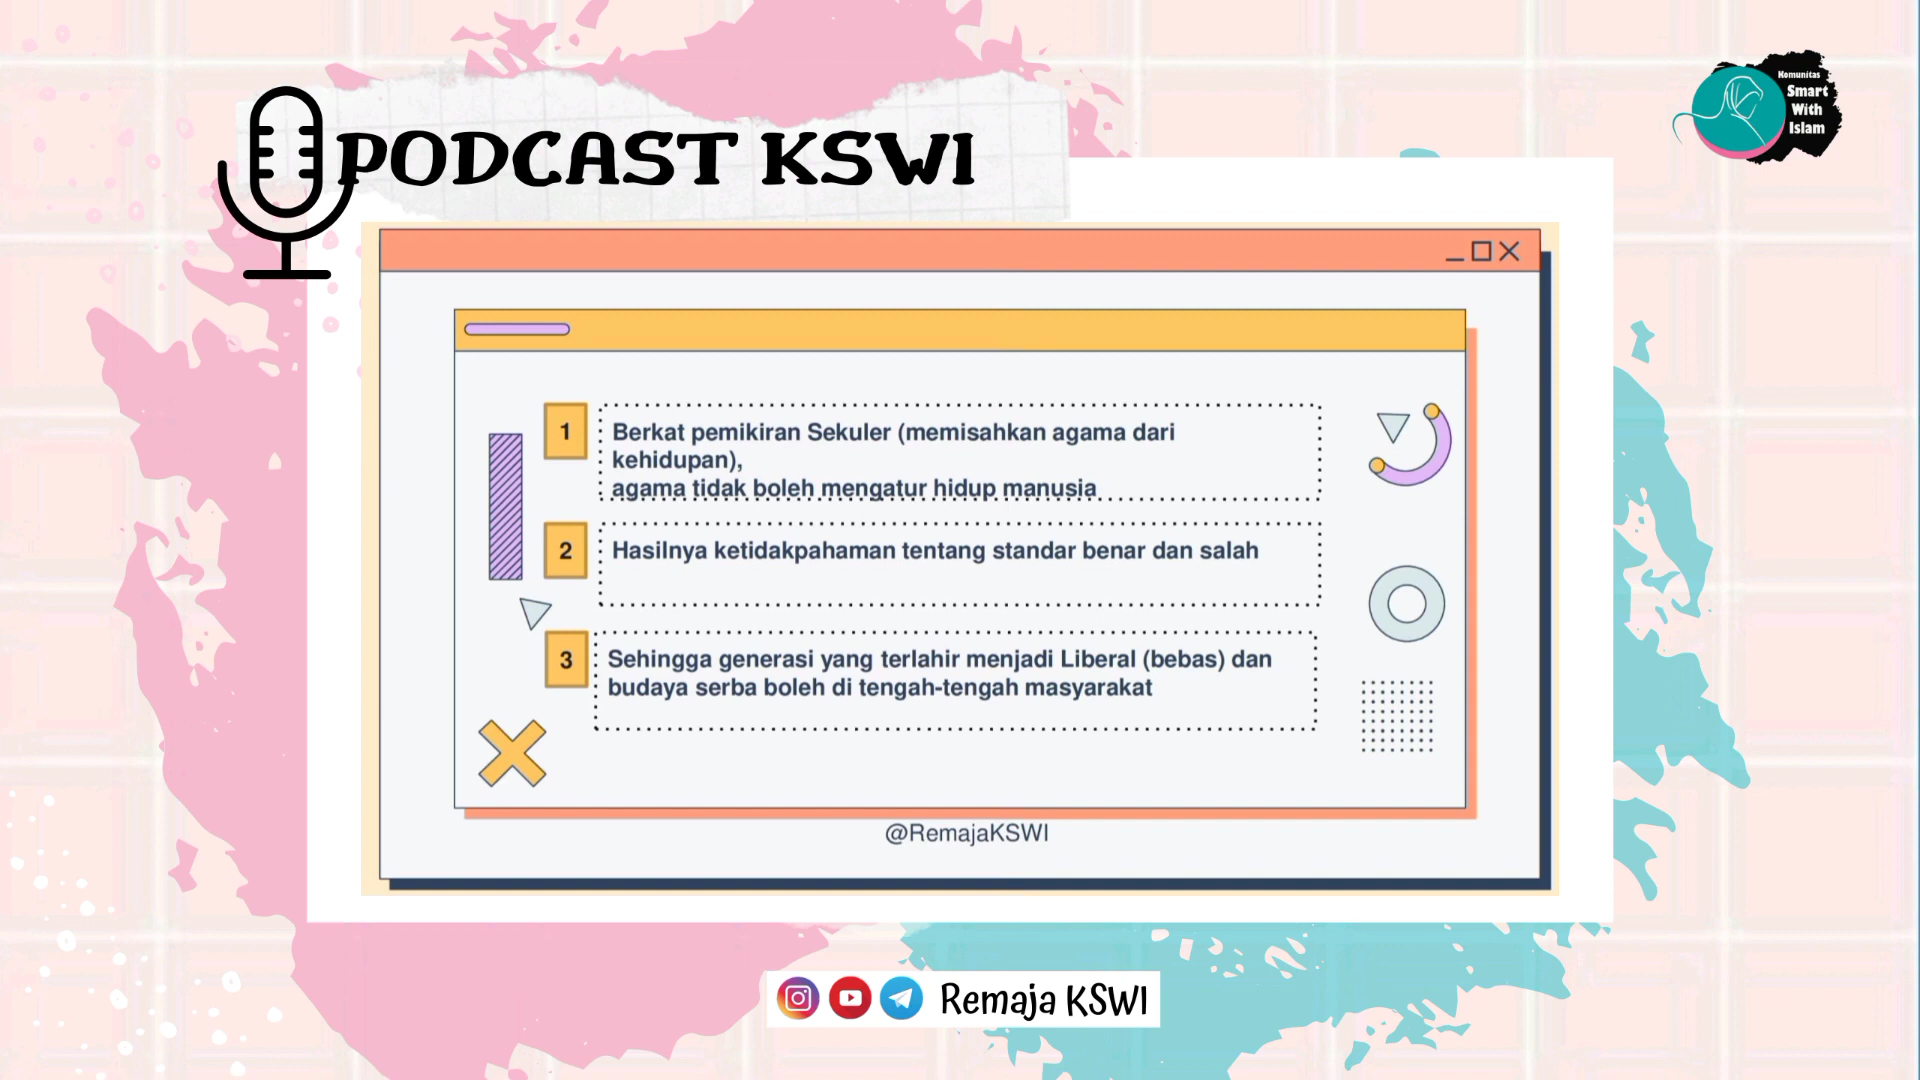 PODCAST KSWI
Komunitas
Smart
With
Islam
1
Berkat pemikiran Sekuler (memisahkan agama dari
kehidupan),
agama tidak boleh mengatur hidup manusia
2
Hasilnya ketidakpahaman tentang standar benar dan salah
3
Sehingga generasi yang terlahir menjadi Liberal (bebas) dan
budaya serba boleh di tengah-tengah masyarakat
@RemajaKSWI
Remaja KSWI